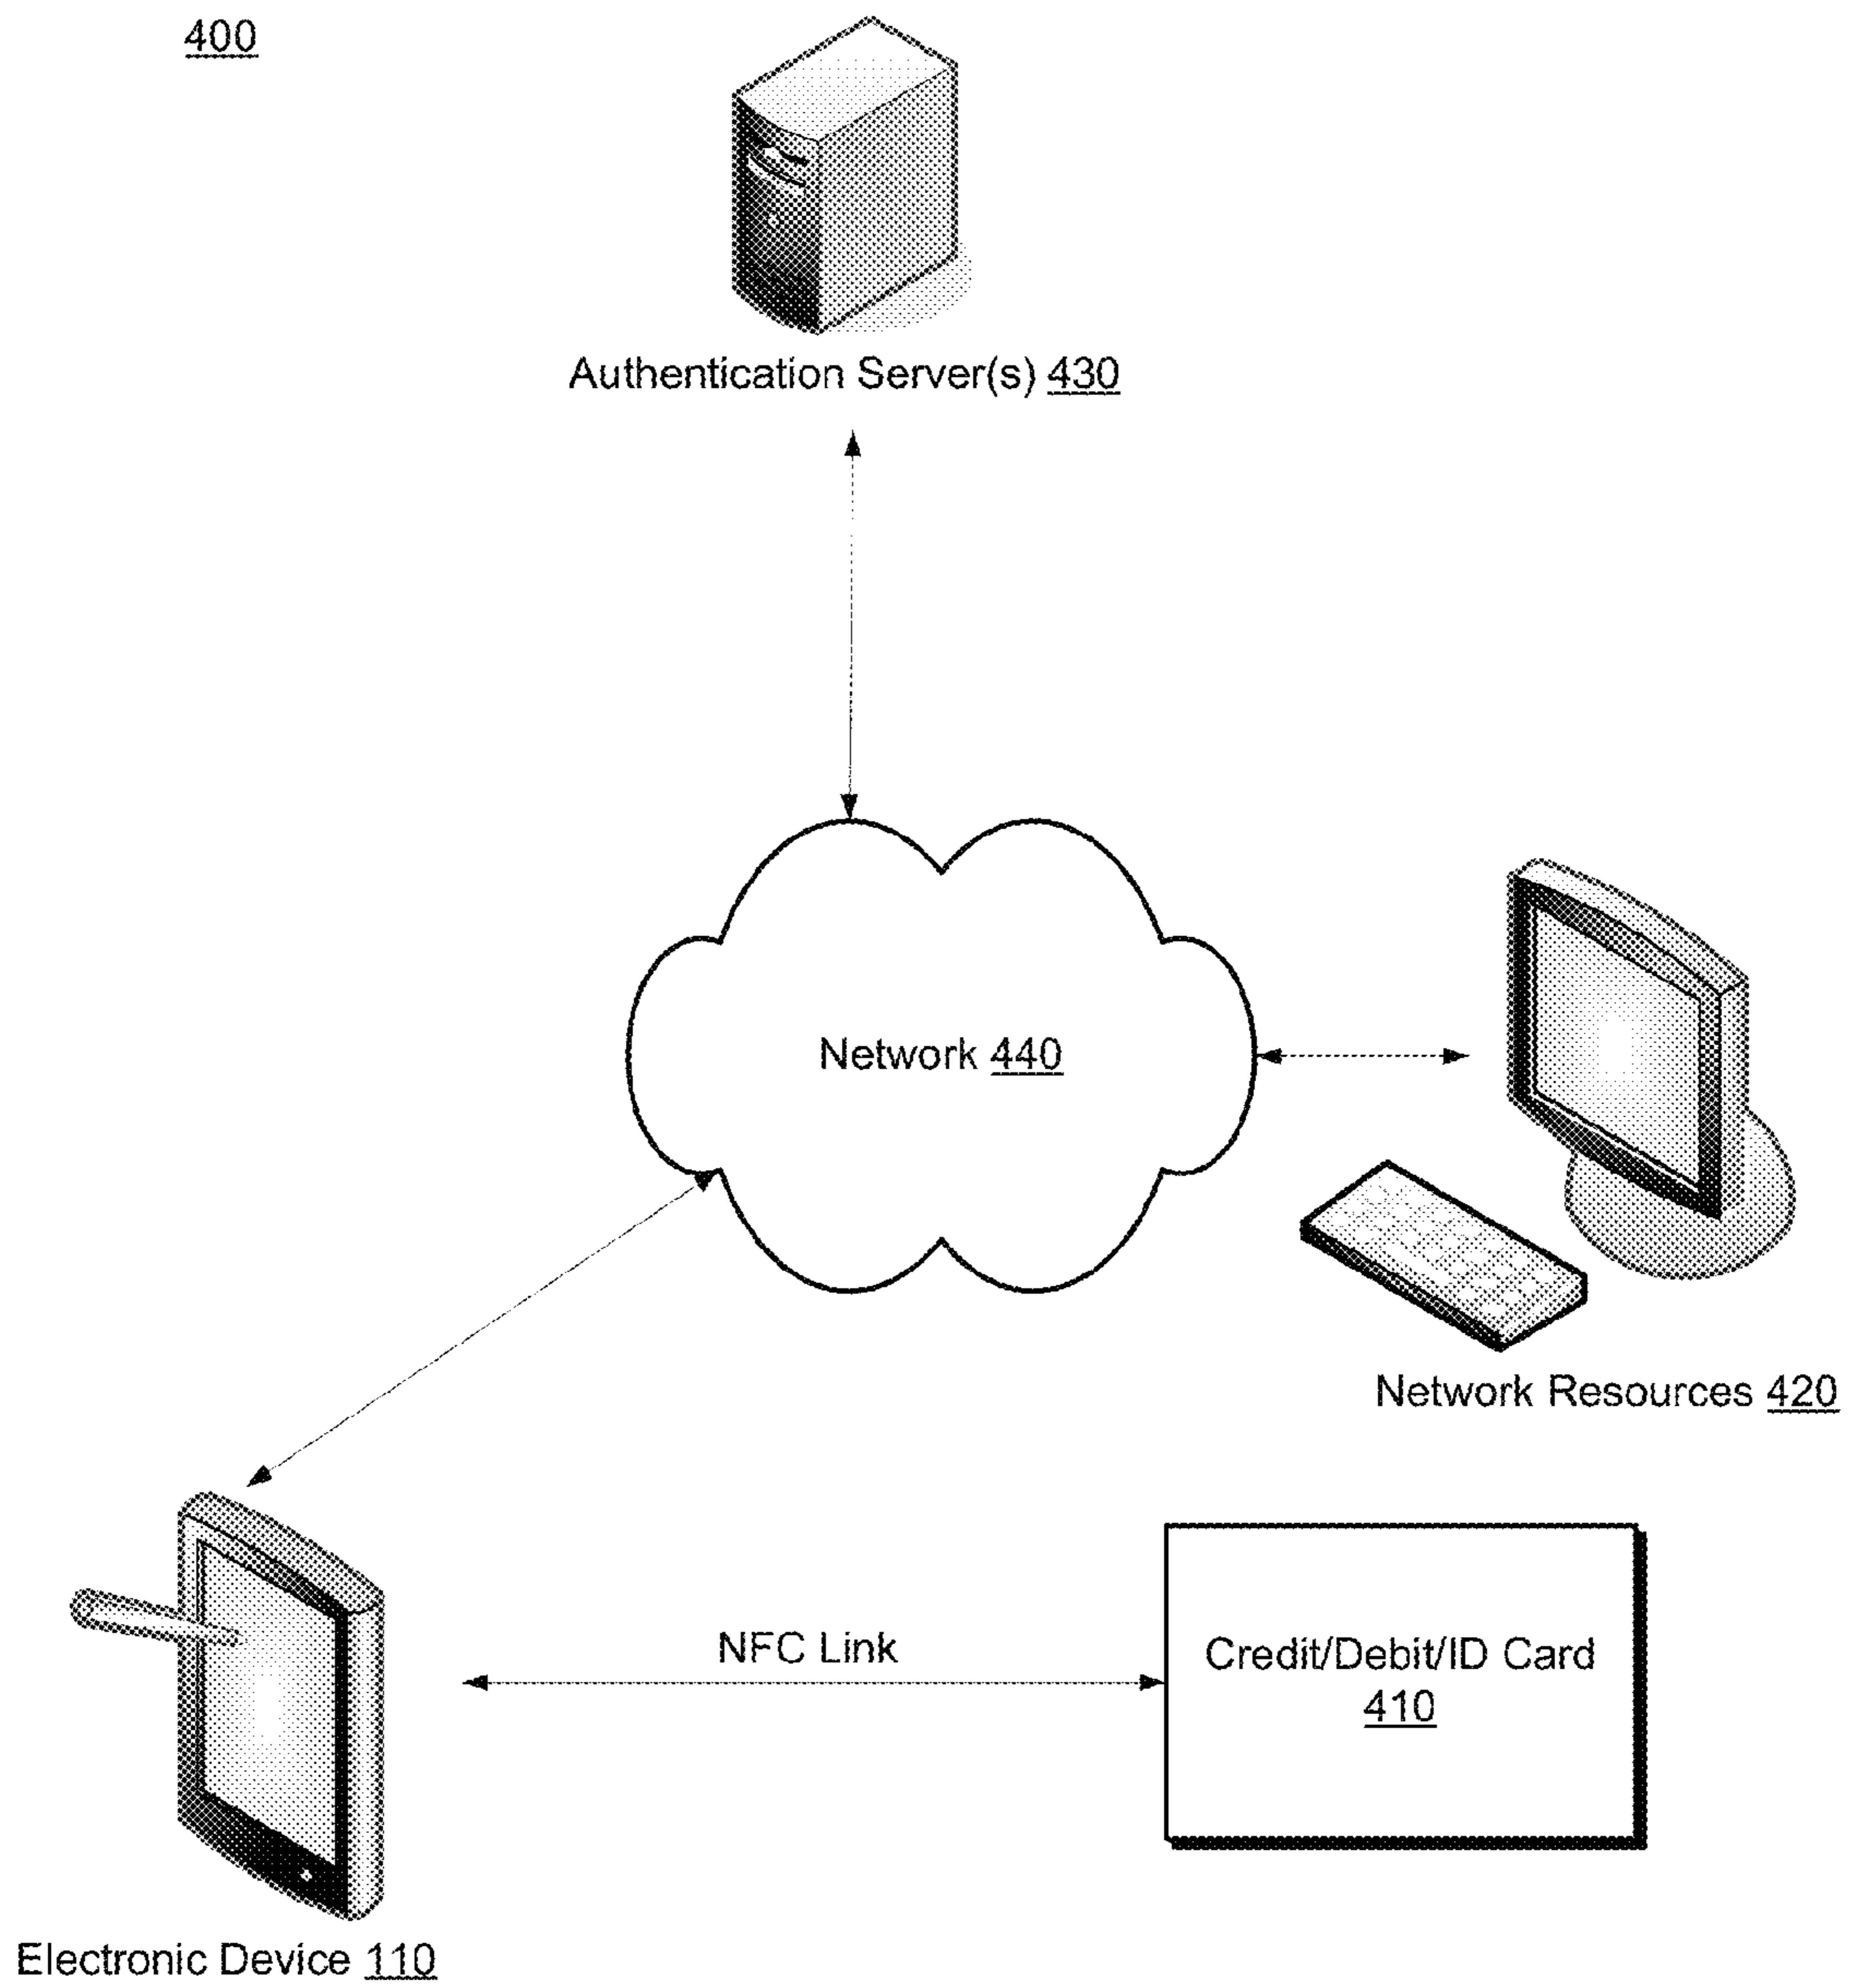 400
Authentication Server(s) 430
Network 440
Network Resources 420
NFC Link
Credit/Debit/ID Card
410
Electronic Device 110